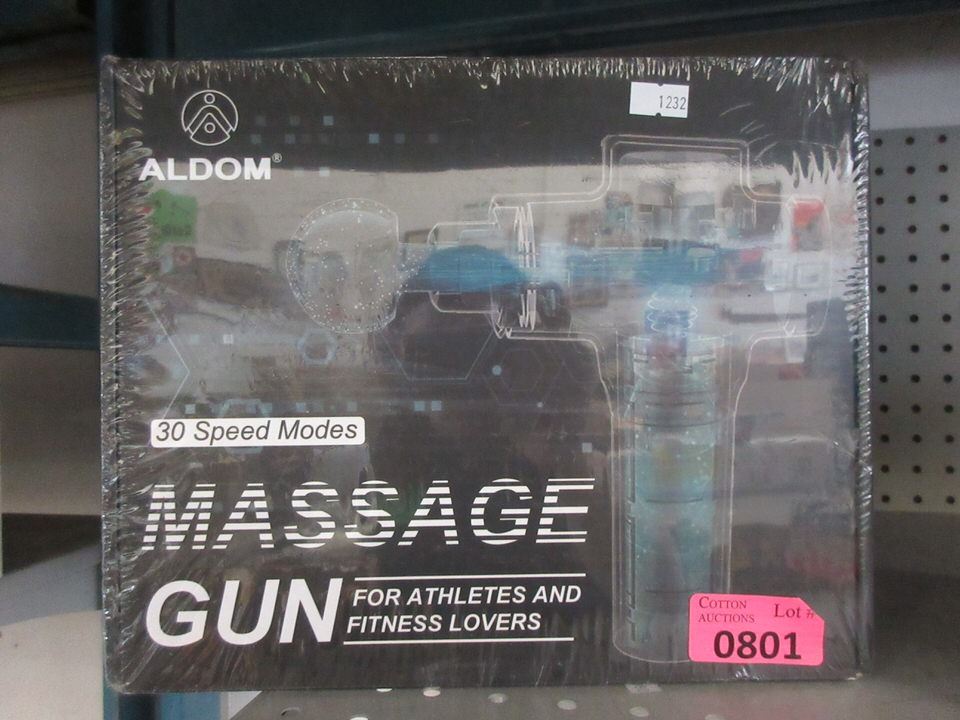 1232
ALDOM®
30 Speed Modes
MASSAGE
GUN
FOR ATHLETES AND
FITNESS LOVERS
COTTON
AUCTIONS
Lot #
0801